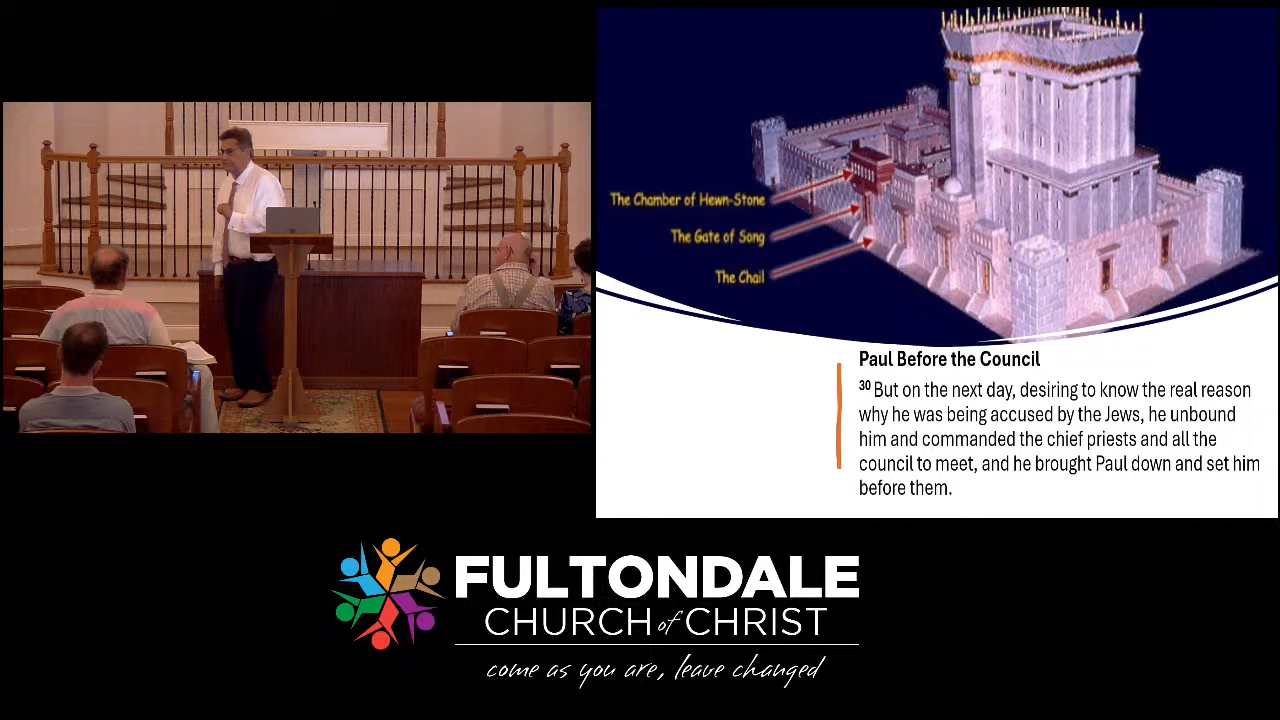 The Chamber of Hewn-Stone
The Gate of Song
The Chail
Paul Before the Council
30 But on the next day, desiring to know the real reason
why he was being accused by the Jews, he unbound
him and commanded the chief priests and all the
council to meet, and he brought Paul down and set him
before them.
FULTONDALE
CHURCH of CHRIST
come as you are, leave changed